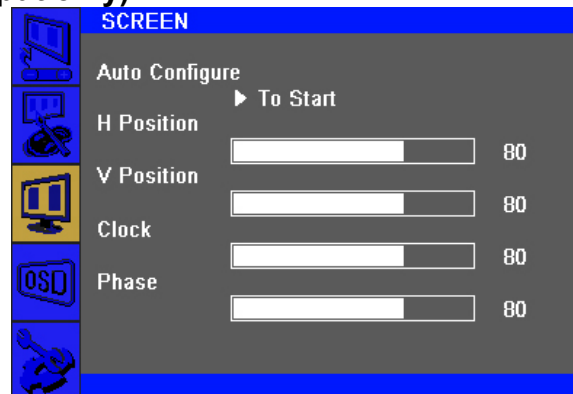 SCREEN
Auto Configure
To Start
H Position
80
V Position
80
Clock
80
Phase
80
OSD